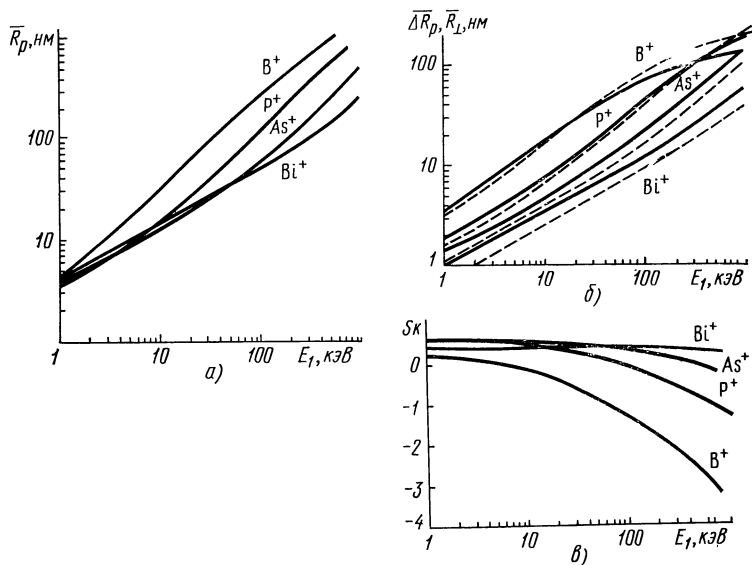 R̅p, нм
100
10
1
B⁺
P⁺
As⁺
Bi⁺
1 10 100 E₁, кэВ
а)
Δ̅R̅p, R̅⊥, нм
100
10
1
B⁺
P⁺
As⁺
Bi⁺
1 10 100 E₁, кэВ
б)
Sк
0
-1
-2
-3
-4
Bi⁺
As⁺
P⁺
B⁺
1 10 100 E₁, кэВ
в)